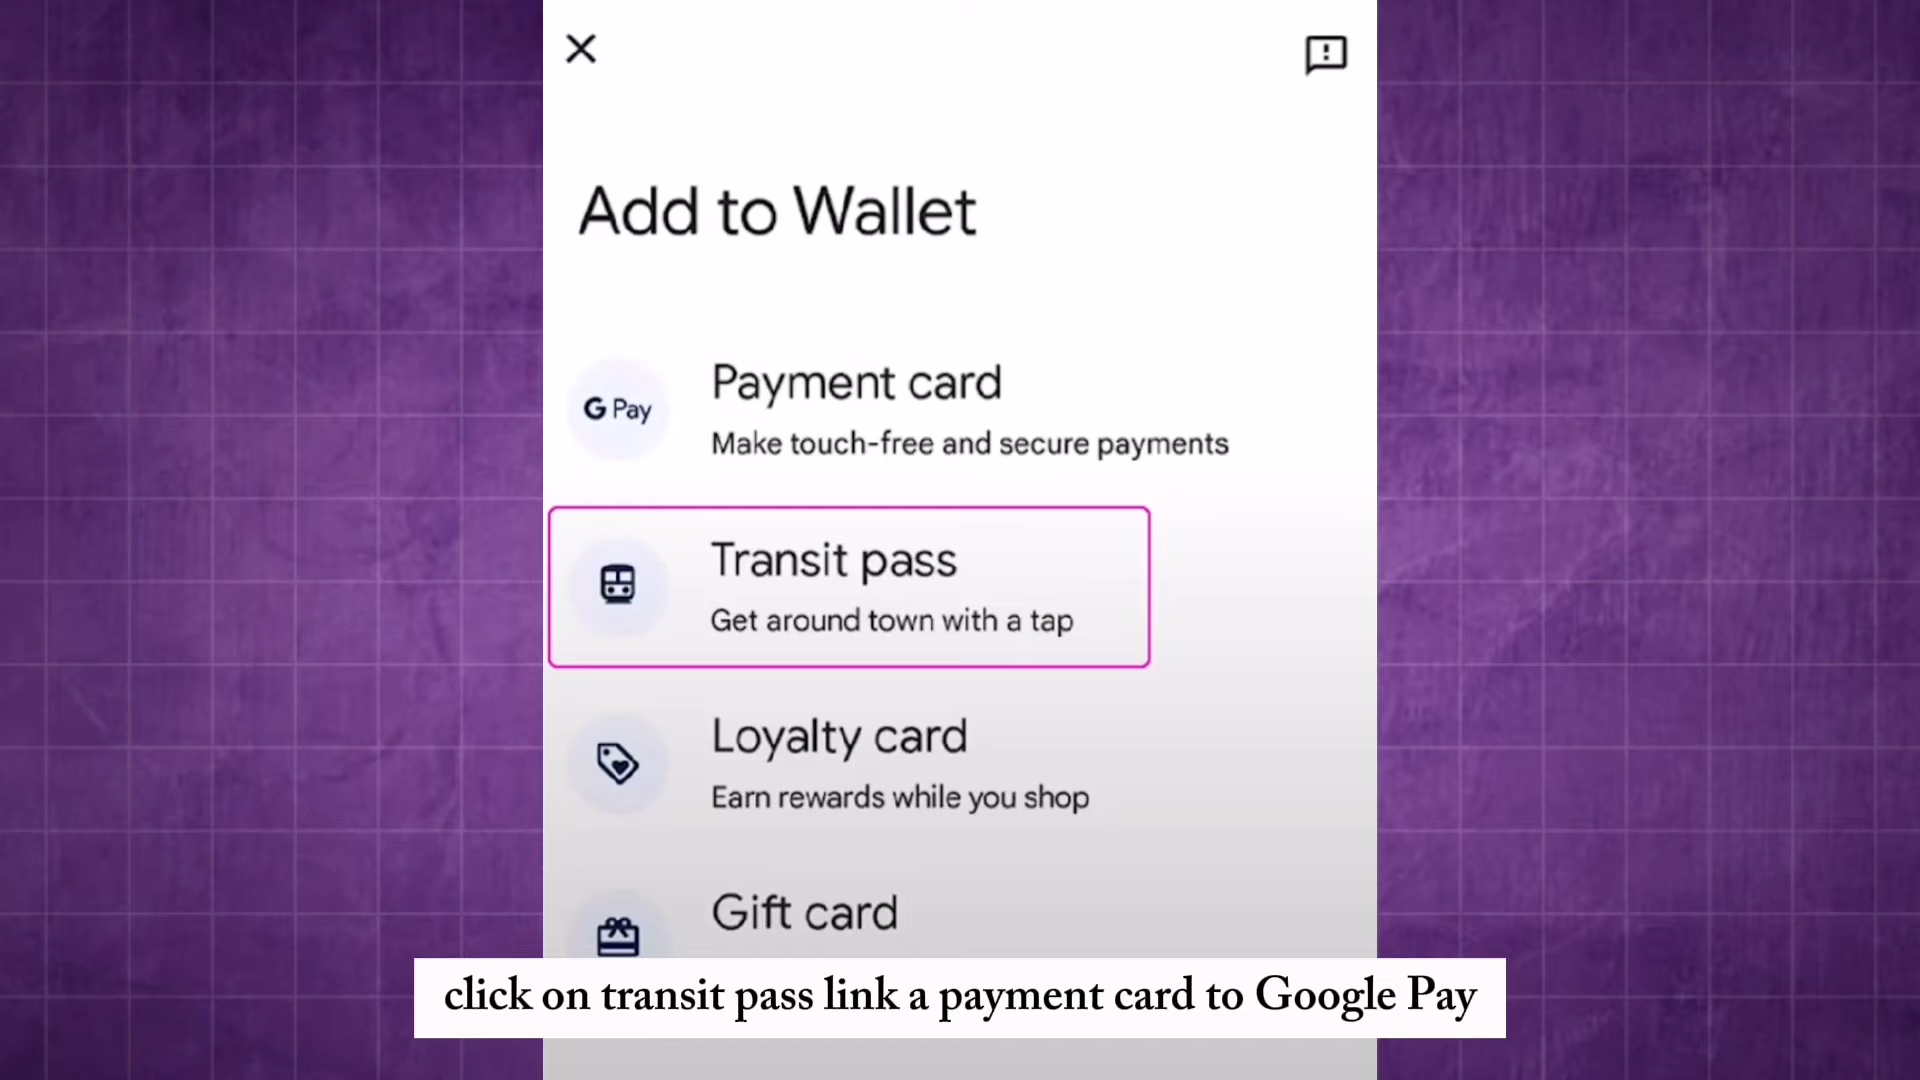 Add to Wallet
G Pay
Payment card
Make touch-free and secure payments
Transit pass
Get around town with a tap
Loyalty card
Earn rewards while you shop
Gift card
click on transit pass link a payment card to Google Pay